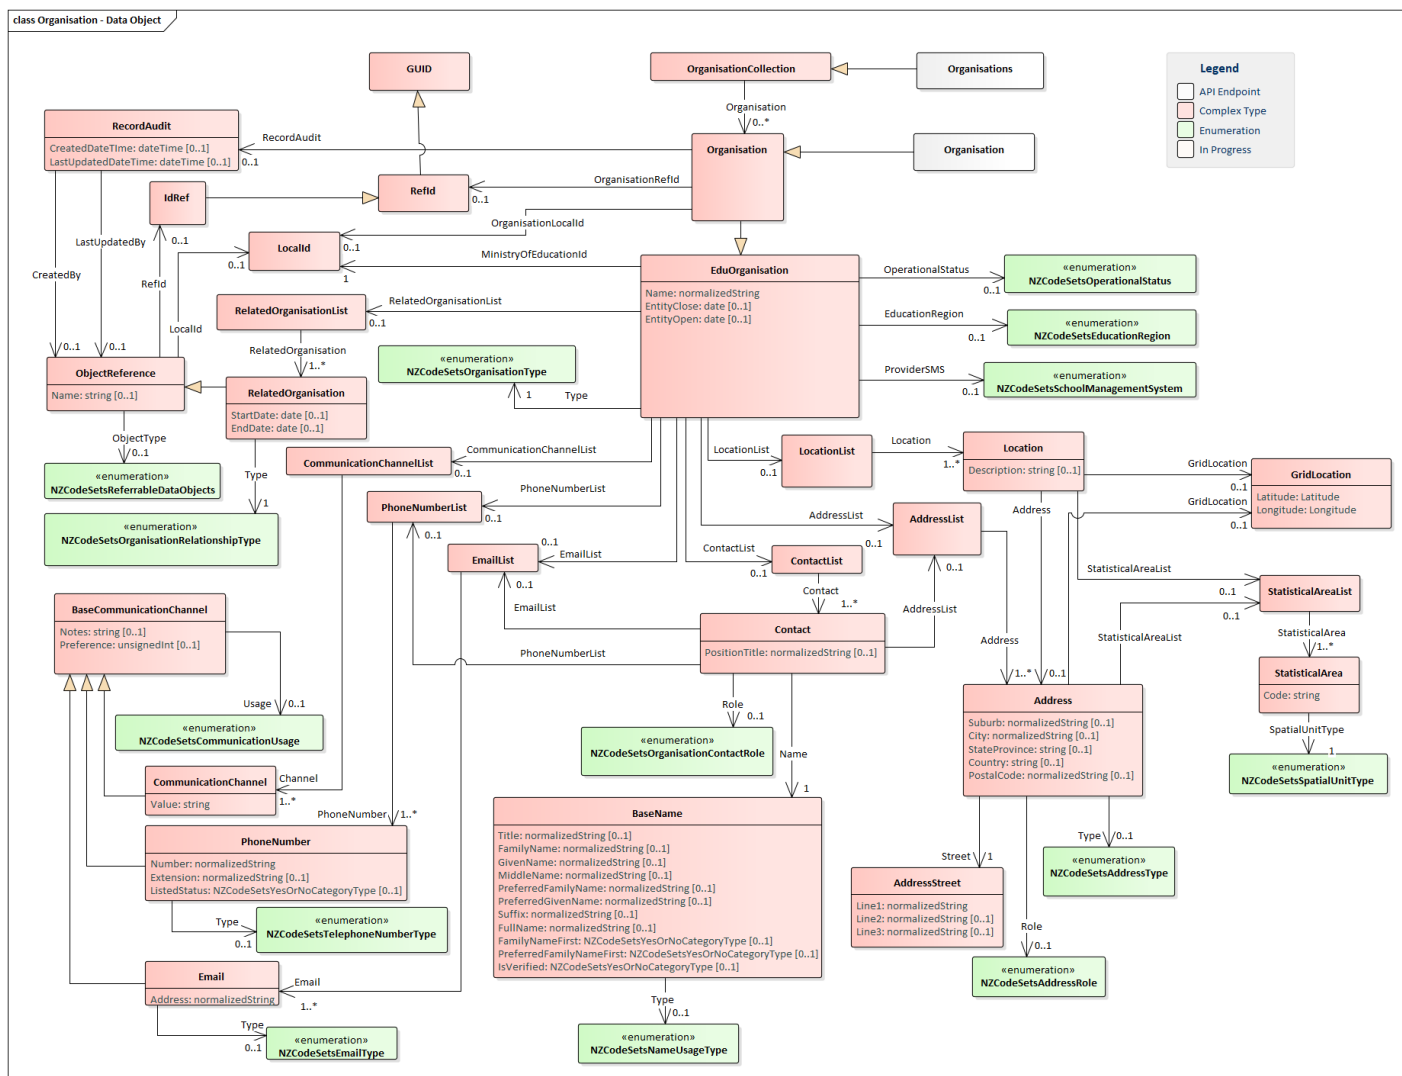 class Organisation - Data Object
GUID
OrganisationCollection
Organisations
Legend
API Endpoint
Complex Type
Enumeration
In Progress
Organisation
0..*
RecordAudit
CreatedDateTIme: dateTime [0..1]
LastUpdatedDateTime: dateTime [0..1]
RecordAudit
0..1
Organisation
Organisation
IdRef
RefId
OrganisationRefId
0..1
OrganisationLocalId
0..1
LastUpdatedBy
0..1
LocalId
0..1
MinistryOfEducationId
1
CreatedBy
RefId
LocalId
EduOrganisation
Name: normalizedString
EntityClose: date [0..1]
EntityOpen: date [0..1]
OperationalStatus
0..1
«enumeration»
NZCodeSetsOperationalStatus
RelatedOrganisationList
RelatedOrganisationList
0..1
EducationRegion
0..1
«enumeration»
NZCodeSetsEducationRegion
RelatedOrganisation
1..*
0..1
0..1
ObjectReference
Name: string [0..1]
RelatedOrganisation
StartDate: date [0..1]
EndDate: date [0..1]
«enumeration»
NZCodeSetsOrganisationType
1
Type
ProviderSMS
0..1
«enumeration»
NZCodeSetsSchoolManagementSystem
ObjectType
0..1
«enumeration»
NZCodeSetsReferrableDataObjects
Type
1
«enumeration»
NZCodeSetsOrganisationRelationshipType
CommunicationChannelList
CommunicationChannelList
0..1
LocationList
0..1
LocationList
Location
1..*
Location
Description: string [0..1]
GridLocation
0..1
GridLocation
0..1
GridLocation
Latitude: Latitude
Longitude: Longitude
PhoneNumberList
PhoneNumberList
0..1
0..1
AddressList
0..1
AddressList
0..1
Address
EmailList
0..1
EmailList
0..1
EmailList
ContactList
0..1
ContactList
Contact
1..*
AddressList
StatisticalAreaList
0..1
StatisticalAreaList
0..1
StatisticalAreaList
BaseCommunicationChannel
Notes: string [0..1]
Preference: unsignedInt [0..1]
Contact
PositionTitle: normalizedString [0..1]
PhoneNumberList
Address
1..*
0..1
StatisticalArea
1..*
StatisticalArea
Code: string
Usage
0..1
«enumeration»
NZCodeSetsCommunicationUsage
Role
0..1
«enumeration»
NZCodeSetsOrganisationContactRole
Name
1
Address
Suburb: normalizedString [0..1]
City: normalizedString [0..1]
StateProvince: string [0..1]
Country: string [0..1]
PostalCode: normalizedString [0..1]
SpatialUnitType
1
«enumeration»
NZCodeSetsSpatialUnitType
CommunicationChannel
Value: string
Channel
1..*
PhoneNumber
1..*
PhoneNumber
Number: normalizedString
Extension: normalizedString [0..1]
ListedStatus: NZCodeSetsYesOrNoCategoryType [0..1]
BaseName
Title: normalizedString [0..1]
FamilyName: normalizedString [0..1]
GivenName: normalizedString [0..1]
MiddleName: normalizedString [0..1]
PreferredFamilyName: normalizedString [0..1]
PreferredGivenName: normalizedString [0..1]
Suffix: normalizedString [0..1]
FullName: normalizedString [0..1]
FamilyNameFirst: NZCodeSetsYesOrNoCategoryType [0..1]
PreferredFamilyNameFirst: NZCodeSetsYesOrNoCategoryType [0..1]
IsVerified: NZCodeSetsYesOrNoCategoryType [0..1]
Street
1
Type
0..1
«enumeration»
NZCodeSetsAddressType
AddressStreet
Line1: normalizedString
Line2: normalizedString [0..1]
Line3: normalizedString [0..1]
Type
0..1
«enumeration»
NZCodeSetsTelephoneNumberType
Role
0..1
«enumeration»
NZCodeSetsAddressRole
Email
Address: normalizedString
Email
1..*
Type
0..1
«enumeration»
NZCodeSetsEmailType
Type
0..1
«enumeration»
NZCodeSetsNameUsageType